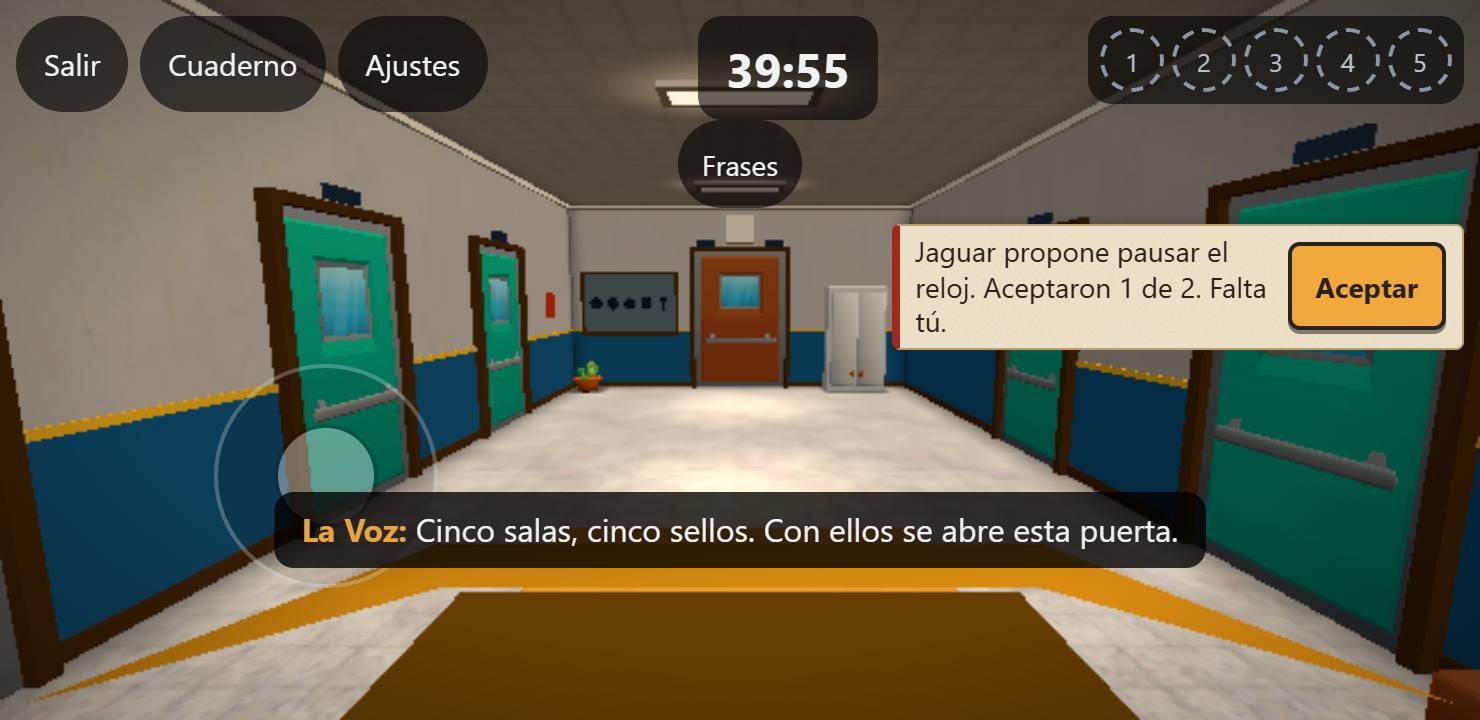 Salir
Cuaderno
Ajustes
39:55
1 2 3 4 5
Frases
Jaguar propone pausar el
reloj. Aceptaron 1 de 2. Falta
tú.
Aceptar
La Voz: Cinco salas, cinco sellos. Con ellos se abre esta puerta.